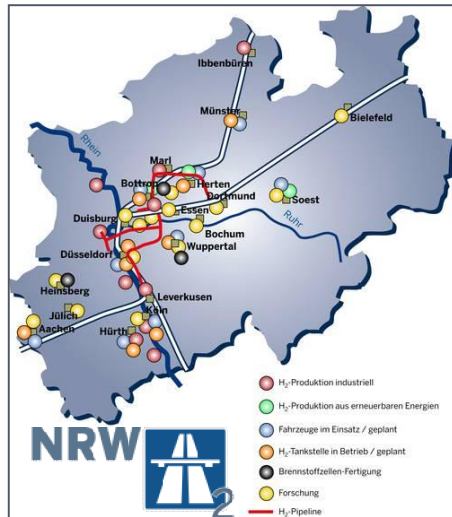 Ibbenbüren
Münster
Bielefeld
Rhein
Marl
Bottrop
Herten
Dortmund
Soest
Duisburg
Essen
Ruhr
Bochum
Wuppertal
Düsseldorf
Heinsberg
Leverkusen
Jülich
Köln
Aachen
Hürth
H₂-Produktion industriell
H₂-Produktion aus erneuerbaren Energien
Fahrzeuge im Einsatz / geplant
H₂-Tankstelle in Betrieb / geplant
Brennstoffzellen-Fertigung
Forschung
H₂-Pipeline
NRW
2